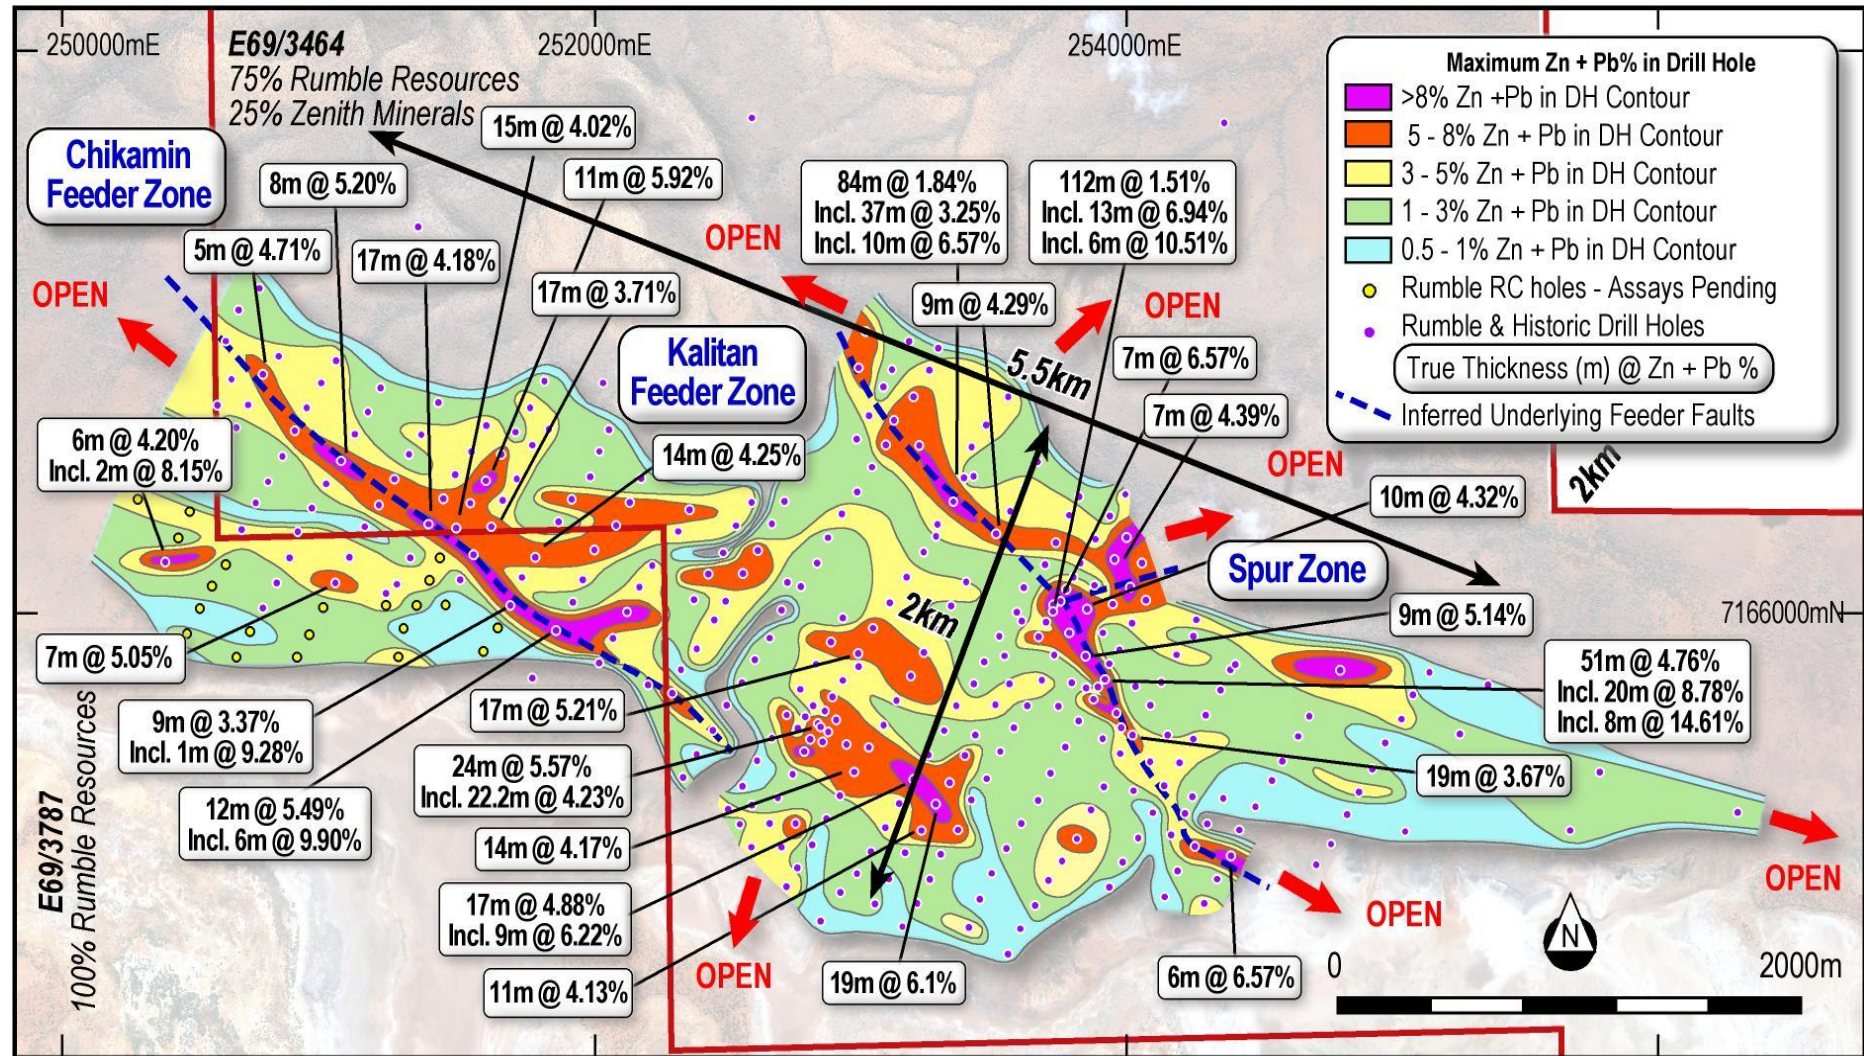 250000mE
252000mE
254000mE
E69/3464
75% Rumble Resources
25% Zenith Minerals
Maximum Zn + Pb% in Drill Hole
>8% Zn +Pb in DH Contour
5 - 8% Zn + Pb in DH Contour
3 - 5% Zn + Pb in DH Contour
1 - 3% Zn + Pb in DH Contour
0.5 - 1% Zn + Pb in DH Contour
Rumble RC holes - Assays Pending
Rumble & Historic Drill Holes
True Thickness (m) @ Zn + Pb %
Inferred Underlying Feeder Faults
Chikamin
Feeder Zone
15m @ 4.02%
8m @ 5.20%
11m @ 5.92%
84m @ 1.84%
Incl. 37m @ 3.25%
Incl. 10m @ 6.57%
112m @ 1.51%
Incl. 13m @ 6.94%
Incl. 6m @ 10.51%
OPEN
5m @ 4.71%
17m @ 4.18%
OPEN
17m @ 3.71%
9m @ 4.29%
OPEN
Kalitan
Feeder Zone
5.5km
7m @ 6.57%
7m @ 4.39%
6m @ 4.20%
Incl. 2m @ 8.15%
14m @ 4.25%
OPEN
2km
10m @ 4.32%
Spur Zone
2km
9m @ 5.14%
7166000mN
7m @ 5.05%
51m @ 4.76%
Incl. 20m @ 8.78%
Incl. 8m @ 14.61%
E69/3787
100% Rumble Resources
9m @ 3.37%
Incl. 1m @ 9.28%
17m @ 5.21%
24m @ 5.57%
Incl. 22.2m @ 4.23%
19m @ 3.67%
12m @ 5.49%
Incl. 6m @ 9.90%
14m @ 4.17%
OPEN
17m @ 4.88%
Incl. 9m @ 6.22%
OPEN
11m @ 4.13%
OPEN
19m @ 6.1%
6m @ 6.57%
N
0
2000m